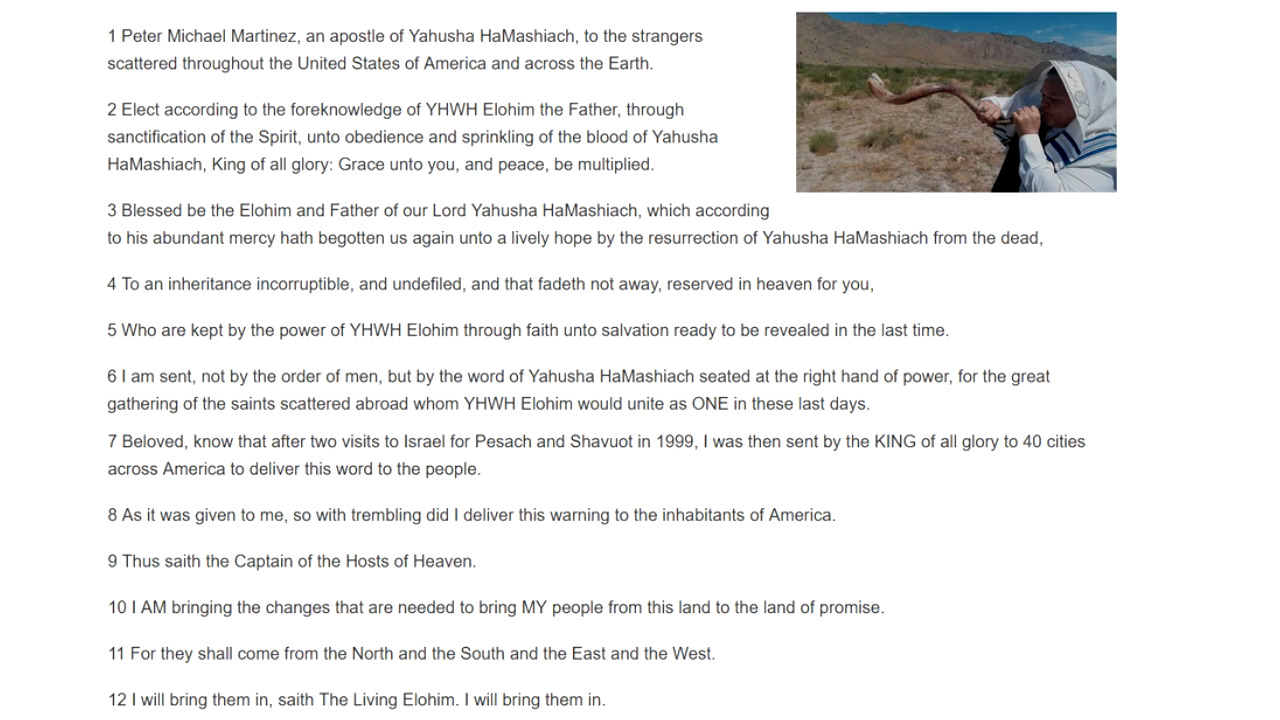 1 Peter Michael Martinez, an apostle of Yahusha HaMashiach, to the strangers
scattered throughout the United States of America and across the Earth.
2 Elect according to the foreknowledge of YHWH Elohim the Father, through
sanctification of the Spirit, unto obedience and sprinkling of the blood of Yahusha
HaMashiach, King of all glory: Grace unto you, and peace, be multiplied.
3 Blessed be the Elohim and Father of our Lord Yahusha HaMashiach, which according
to his abundant mercy hath begotten us again unto a lively hope by the resurrection of Yahusha HaMashiach from the dead,
4 To an inheritance incorruptible, and undefiled, and that fadeth not away, reserved in heaven for you,
5 Who are kept by the power of YHWH Elohim through faith unto salvation ready to be revealed in the last time.
6 I am sent, not by the order of men, but by the word of Yahusha HaMashiach seated at the right hand of power, for the great
gathering of the saints scattered abroad whom YHWH Elohim would unite as ONE in these last days.
7 Beloved, know that after two visits to Israel for Pesach and Shavuot in 1999, I was then sent by the KING of all glory to 40 cities
across America to deliver this word to the people.
8 As it was given to me, so with trembling did I deliver this warning to the inhabitants of America.
9 Thus saith the Captain of the Hosts of Heaven.
10 I AM bringing the changes that are needed to bring MY people from this land to the land of promise.
11 For they shall come from the North and the South and the East and the West.
12 I will bring them in, saith The Living Elohim. I will bring them in.